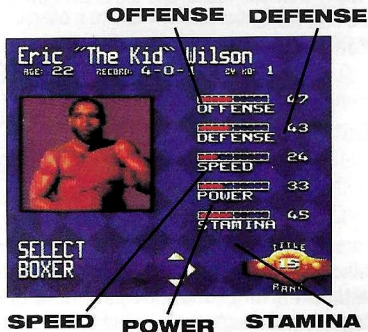 OFFENSE DEFENSE
Eric "The Kid" Wilson
AGE: 22 RECORD: 4-0-1 BY KO: 1
OFFENSE 47
DEFENSE 43
SPEED 24
POWER 33
STAMINA 45
SELECT
BOXER
TITLE
15
RANK
SPEED POWER STAMINA